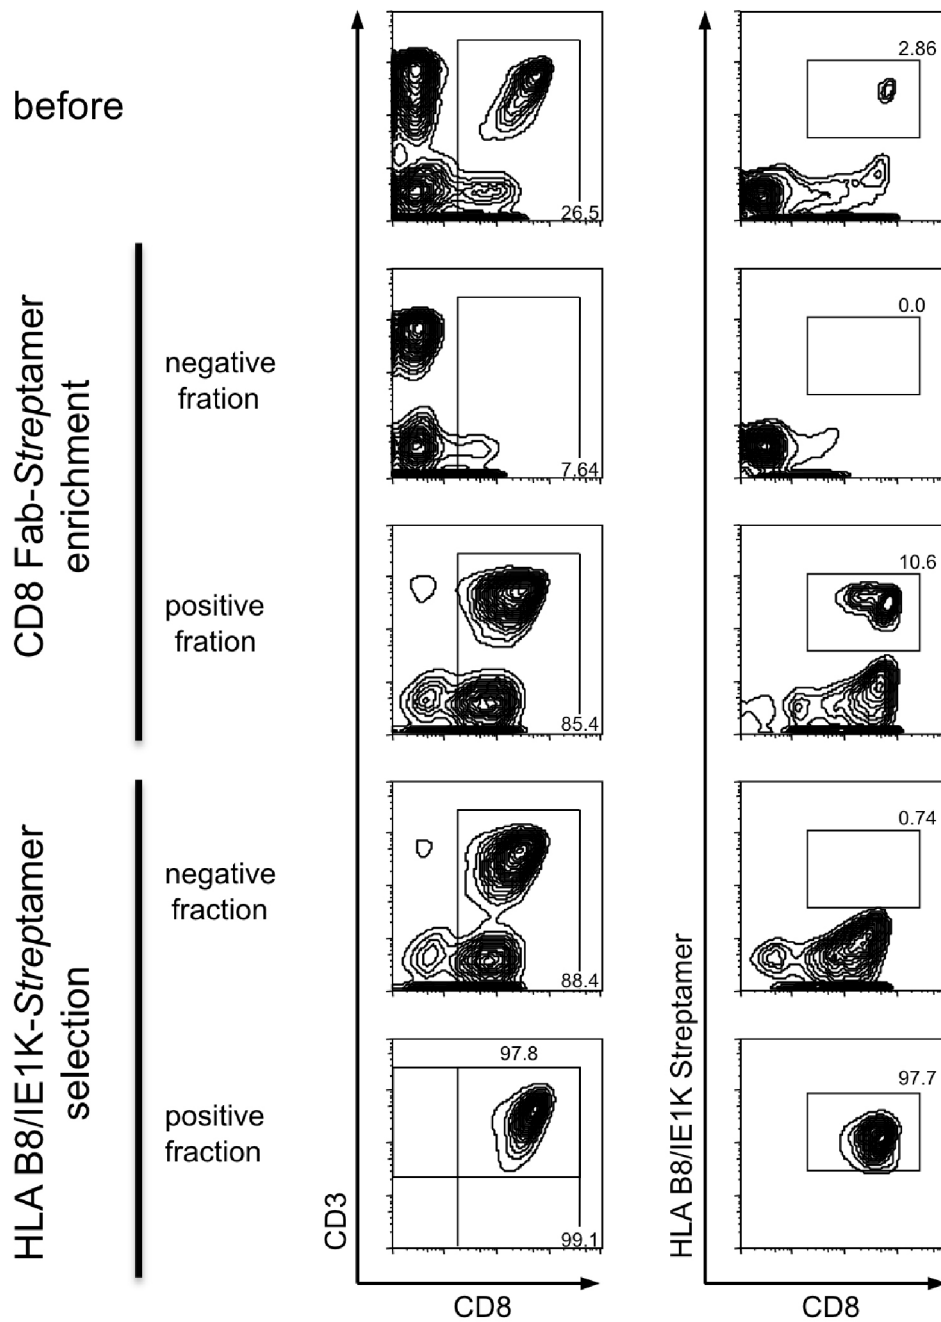 before
26.5
2.86
CD8 Fab-Streptamer
enrichment
negative
fration
7.64
0.0
positive
fration
85.4
10.6
HLA B8/IE1K-Streptamer
selection
negative
fraction
88.4
0.74
positive
fraction
97.8
99.1
97.7
CD3
CD8
HLA B8/IE1K Streptamer
CD8